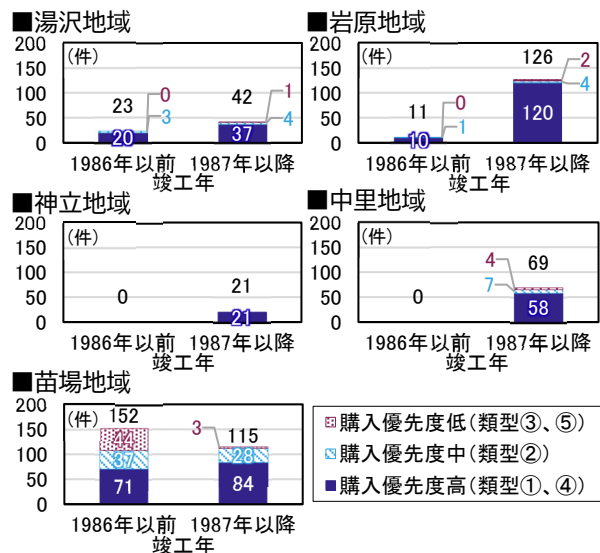 ■湯沢地域
200
150
100
50
0
(件)
23
0
3
20
42
1
4
37
1986年以前 1987年以降
竣工年
■岩原地域
200
150
100
50
0
(件)
11
0
1
10
126
2
4
120
1986年以前 1987年以降
竣工年
■神立地域
200
150
100
50
0
(件)
0
21
21
1986年以前 1987年以降
竣工年
■中里地域
200
150
100
50
0
(件)
0
69
4
7
58
1986年以前 1987年以降
竣工年
■苗場地域
200
150
100
50
0
152
44
37
71
115
3
28
84
1986年以前 1987年以降
竣工年
購入優先度低(類型③、⑤)
購入優先度中(類型②)
購入優先度高(類型①、④)